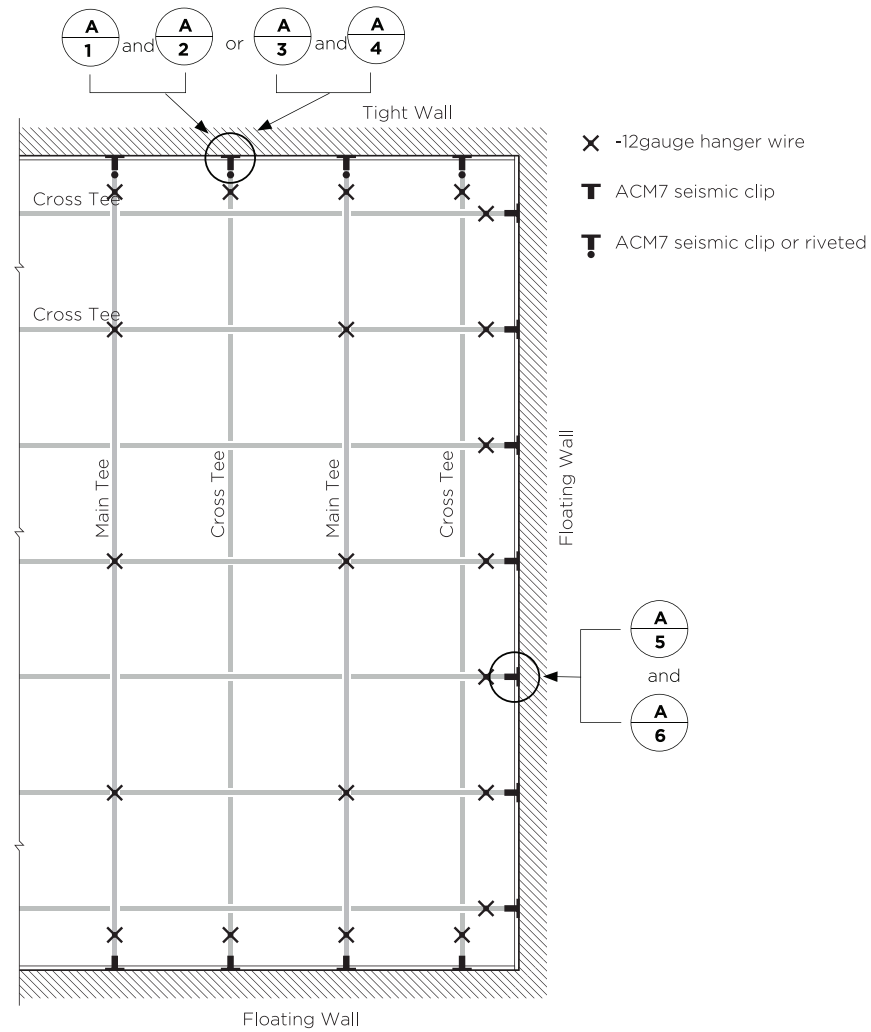 A A A A
1 and 2 or 3 and 4
Tight Wall
-12gauge hanger wire
ACM7 seismic clip
ACM7 seismic clip or riveted
Cross Tee
Cross Tee
Main Tee
Cross Tee
Main Tee
Cross Tee
Floating Wall
A
5
and
A
6
Floating Wall